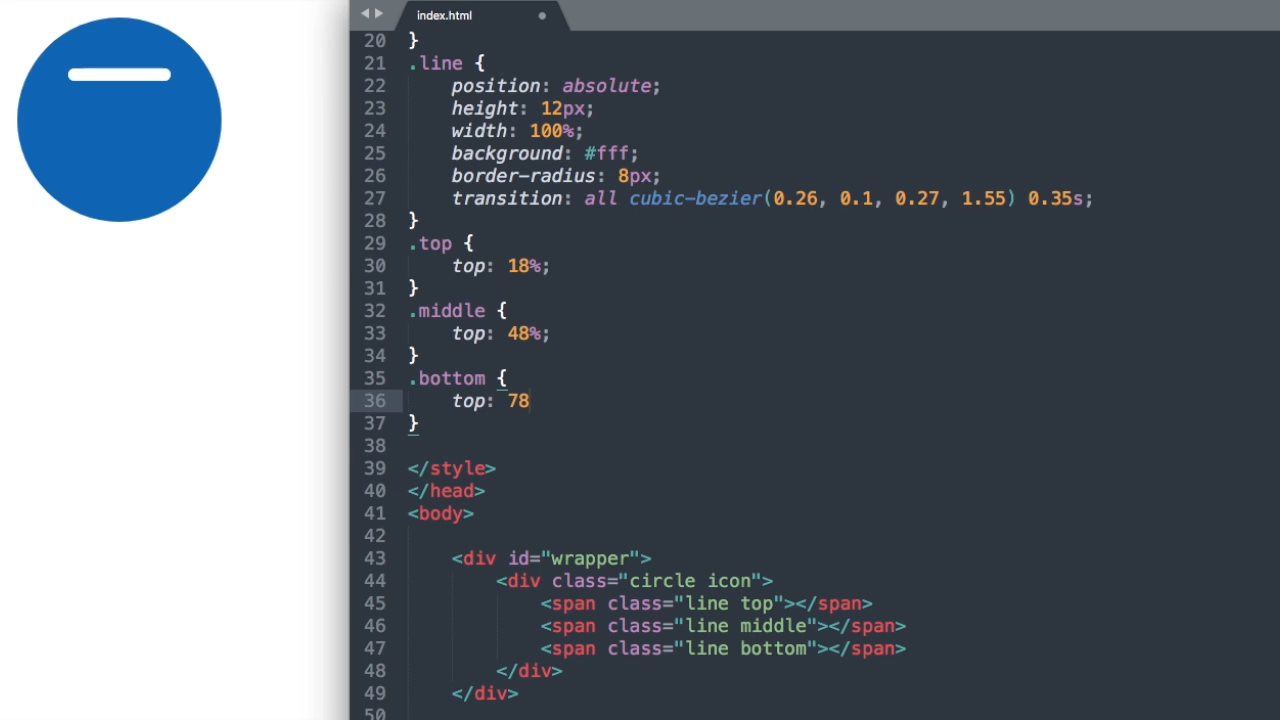 index.html
20 }
21 .line {
22 position: absolute;
23 height: 12px;
24 width: 100%;
25 background: #fff;
26 border-radius: 8px;
27 transition: all cubic-bezier(0.26, 0.1, 0.27, 1.55) 0.35s;
28 }
29 .top {
30 top: 18%;
31 }
32 .middle {
33 top: 48%;
34 }
35 .bottom {
36 top: 78
37 }
38
39 </style>
40 </head>
41 <body>
42
43 <div id="wrapper">
44 <div class="circle icon">
45 <span class="line top"></span>
46 <span class="line middle"></span>
47 <span class="line bottom"></span>
48 </div>
49 </div>
50